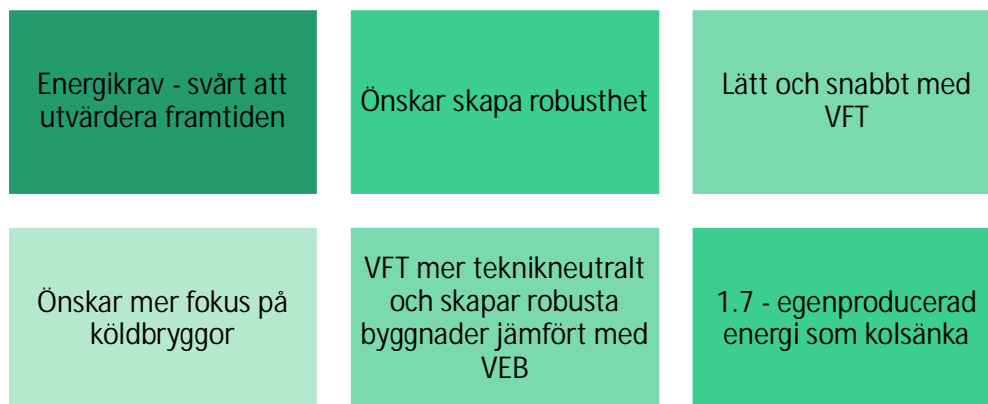 Energikrav - svårt att
utvärdera framtiden
Önskar skapa robusthet
Lätt och snabbt med
VFT
Önskar mer fokus på
köldbryggor
VFT mer teknikneutralt
och skapar robusta
byggnader jämfört med
VEB
1.7 - egenproducerad
energi som kolsänka